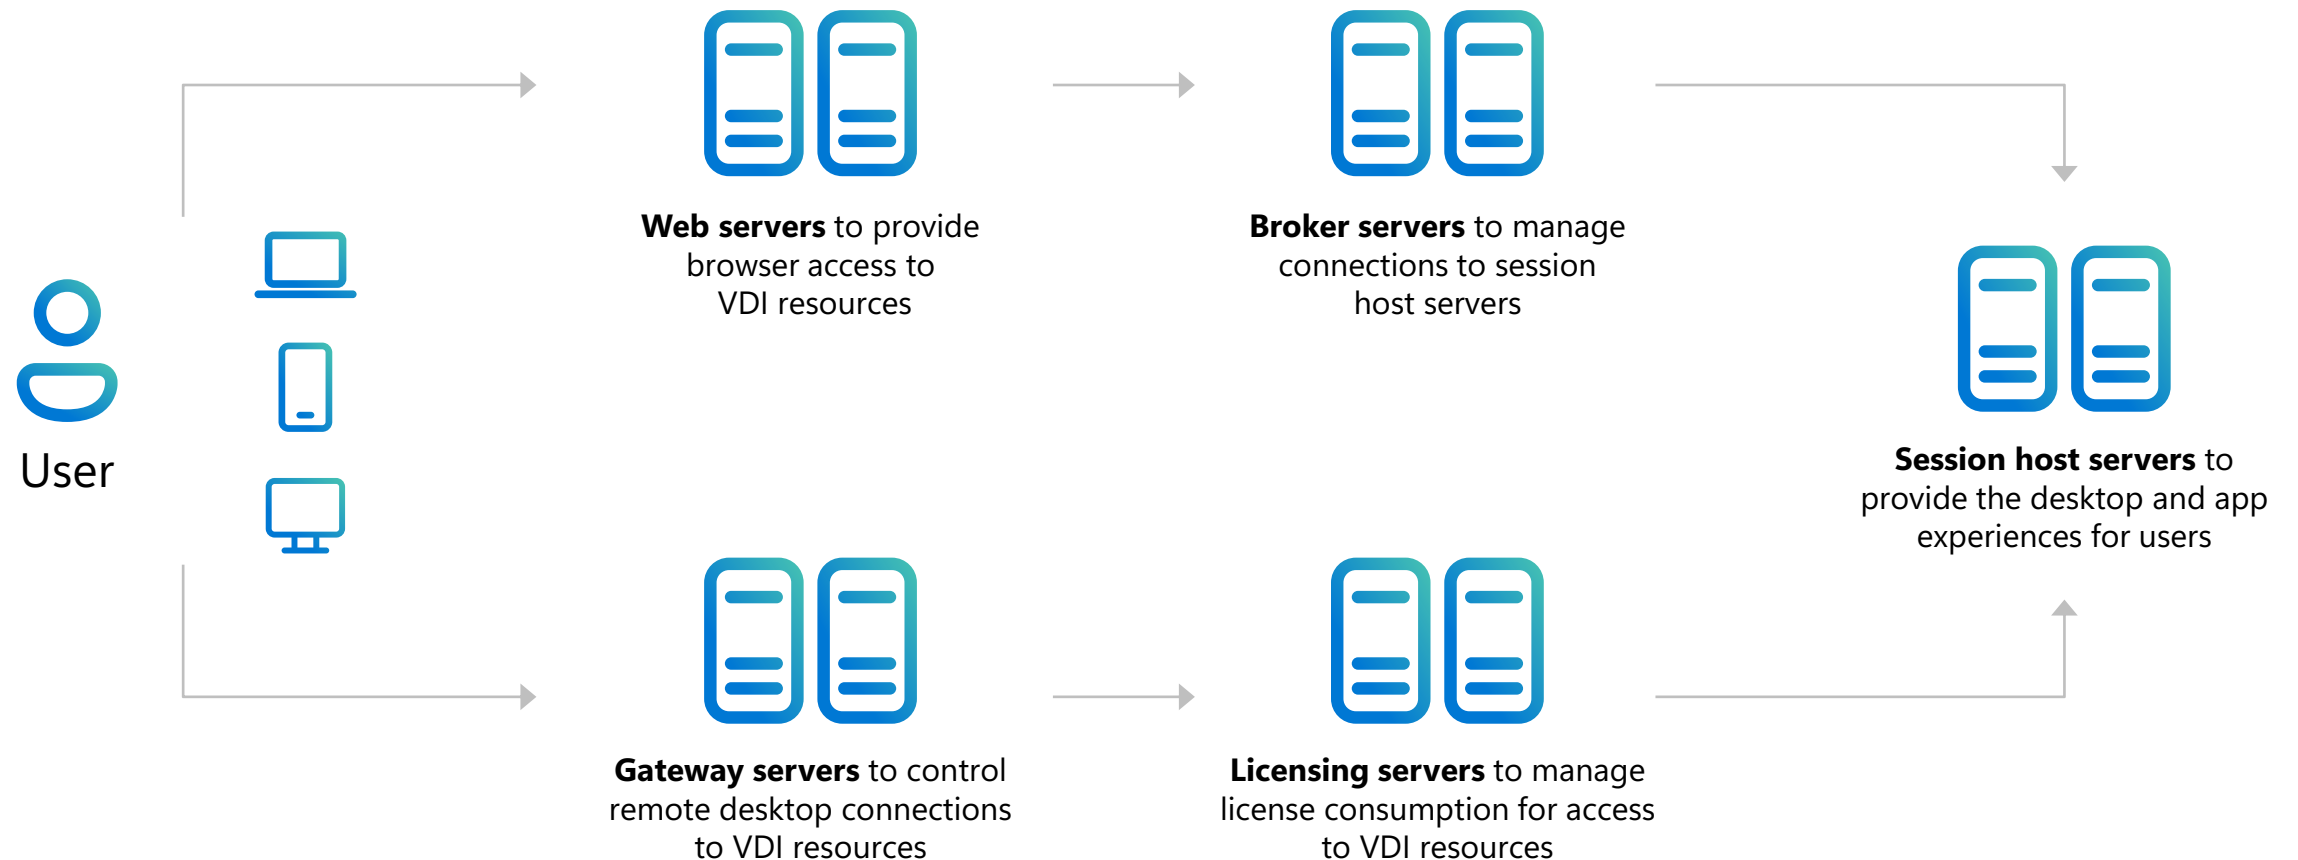 User
Web servers to provide
browser access to
VDI resources
Broker servers to manage
connections to session
host servers
Session host servers to
provide the desktop and app
experiences for users
Gateway servers to control
remote desktop connections
to VDI resources
Licensing servers to manage
license consumption for access
to VDI resources